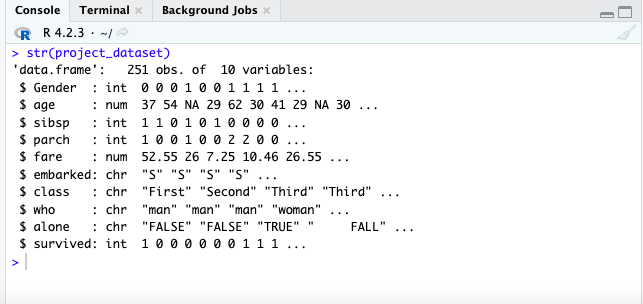 Console Terminal × Background Jobs ×
R 4.2.3 · ~/
> str(project_dataset)
'data.frame':   251 obs. of  10 variables:
 $ Gender  : int  0 0 0 1 0 0 1 1 1 1 ...
 $ age     : num  37 54 NA 29 62 30 41 29 NA 30 ...
 $ sibsp   : int  1 1 0 1 0 1 0 0 0 0 ...
 $ parch   : int  1 0 0 1 0 0 2 2 0 0 ...
 $ fare    : num  52.55 26 7.25 10.46 26.55 ...
 $ embarked: chr  "S" "S" "S" "S" ...
 $ class   : chr  "First" "Second" "Third" "Third" ...
 $ who     : chr  "man" "man" "man" "woman" ...
 $ alone   : chr  "FALSE" "FALSE" "TRUE" "     FALL" ...
 $ survived: int  1 0 0 0 0 0 0 1 1 1 ...
>